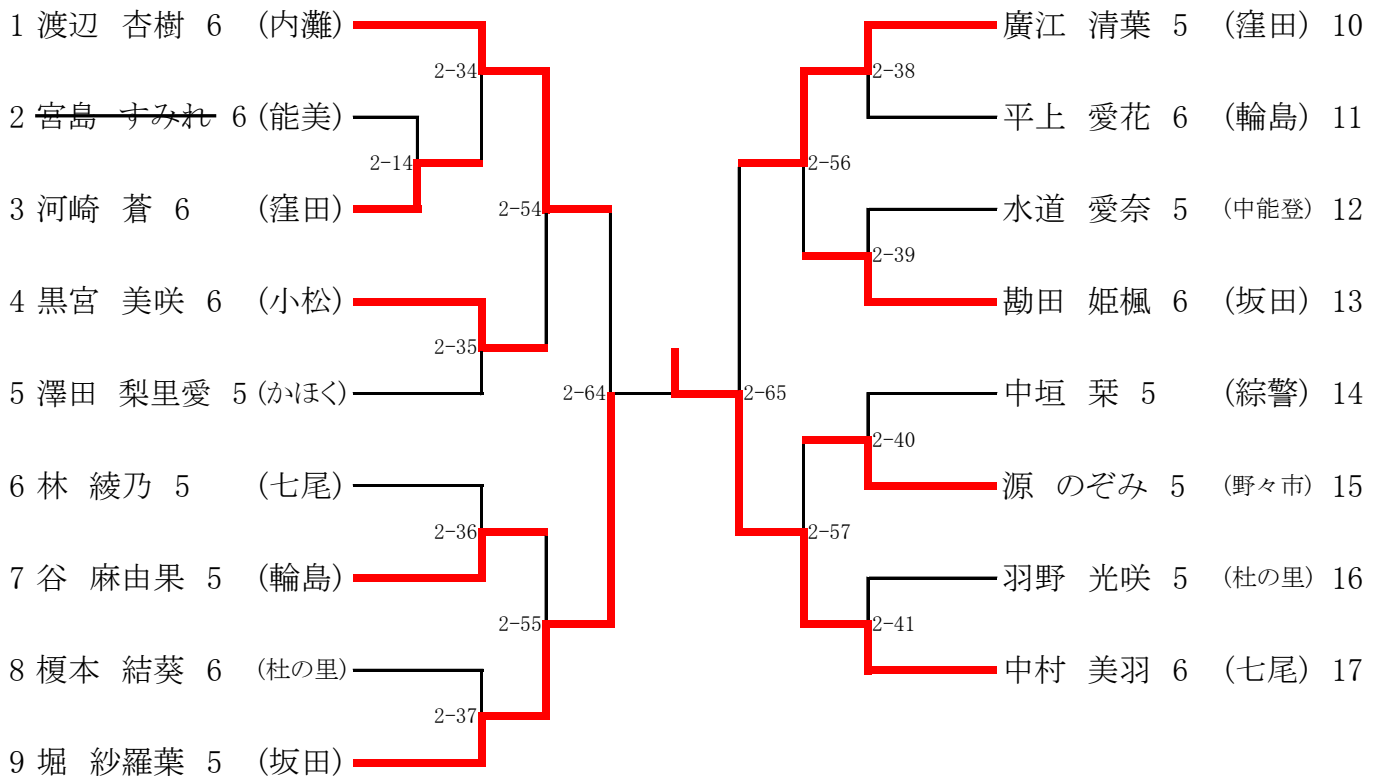 1 渡辺 杏樹 6 (内灘)
2-34
2 宮島 すみれ 6 (能美)
2-14
3 河崎 蒼 6 (窪田)
2-54
4 黒宮 美咲 6 (小松)
2-35
5 澤田 梨里愛 5 (かほく)
2-64
6 林 綾乃 5 (七尾)
2-36
7 谷 麻由果 5 (輪島)
2-55
8 榎本 結葵 6 (杜の里)
2-37
9 堀 紗羅葉 5 (坂田)
廣江 清葉 5 (窪田) 10
2-38
平上 愛花 6 (輪島) 11
2-56
水道 愛奈 5 (中能登) 12
2-39
勘田 姫楓 6 (坂田) 13
2-65
中垣 栞 5 (綜警) 14
2-40
源 のぞみ 5 (野々市) 15
2-57
羽野 光咲 5 (杜の里) 16
2-41
中村 美羽 6 (七尾) 17